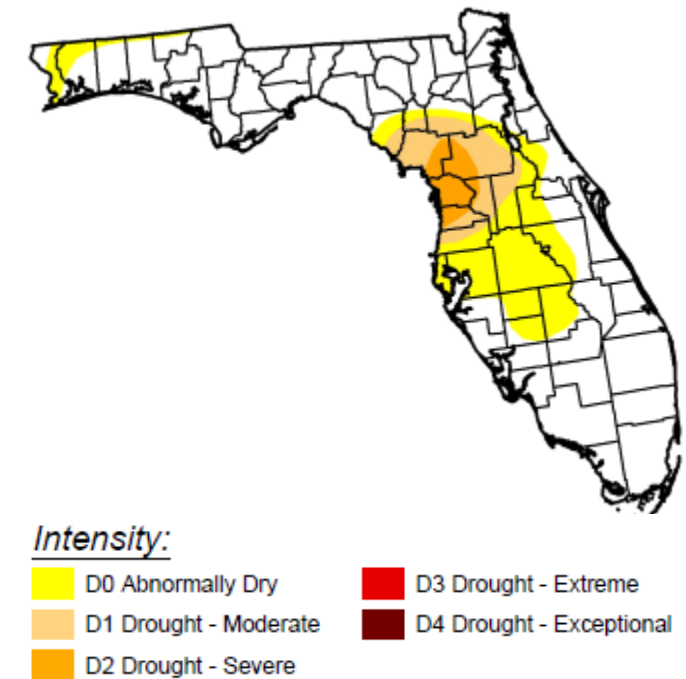 Intensity:
D0 Abnormally Dry
D1 Drought - Moderate
D2 Drought - Severe
D3 Drought - Extreme
D4 Drought - Exceptional